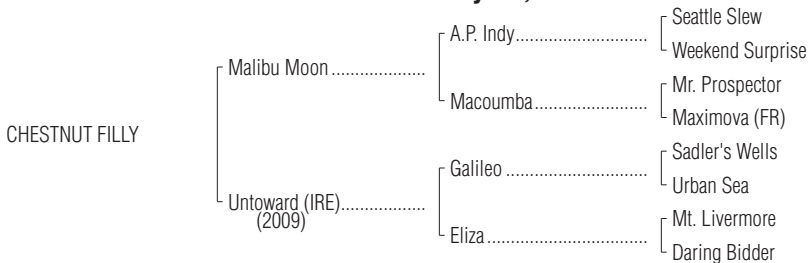 Seattle Slew
A.P. Indy
Weekend Surprise
Malibu Moon
Mr. Prospector
Macoumba
Maximova (FR)
CHESTNUT FILLY
Sadler's Wells
Galileo
Urban Sea
Untoward (IRE)
(2009)
Mt. Livermore
Eliza
Daring Bidder